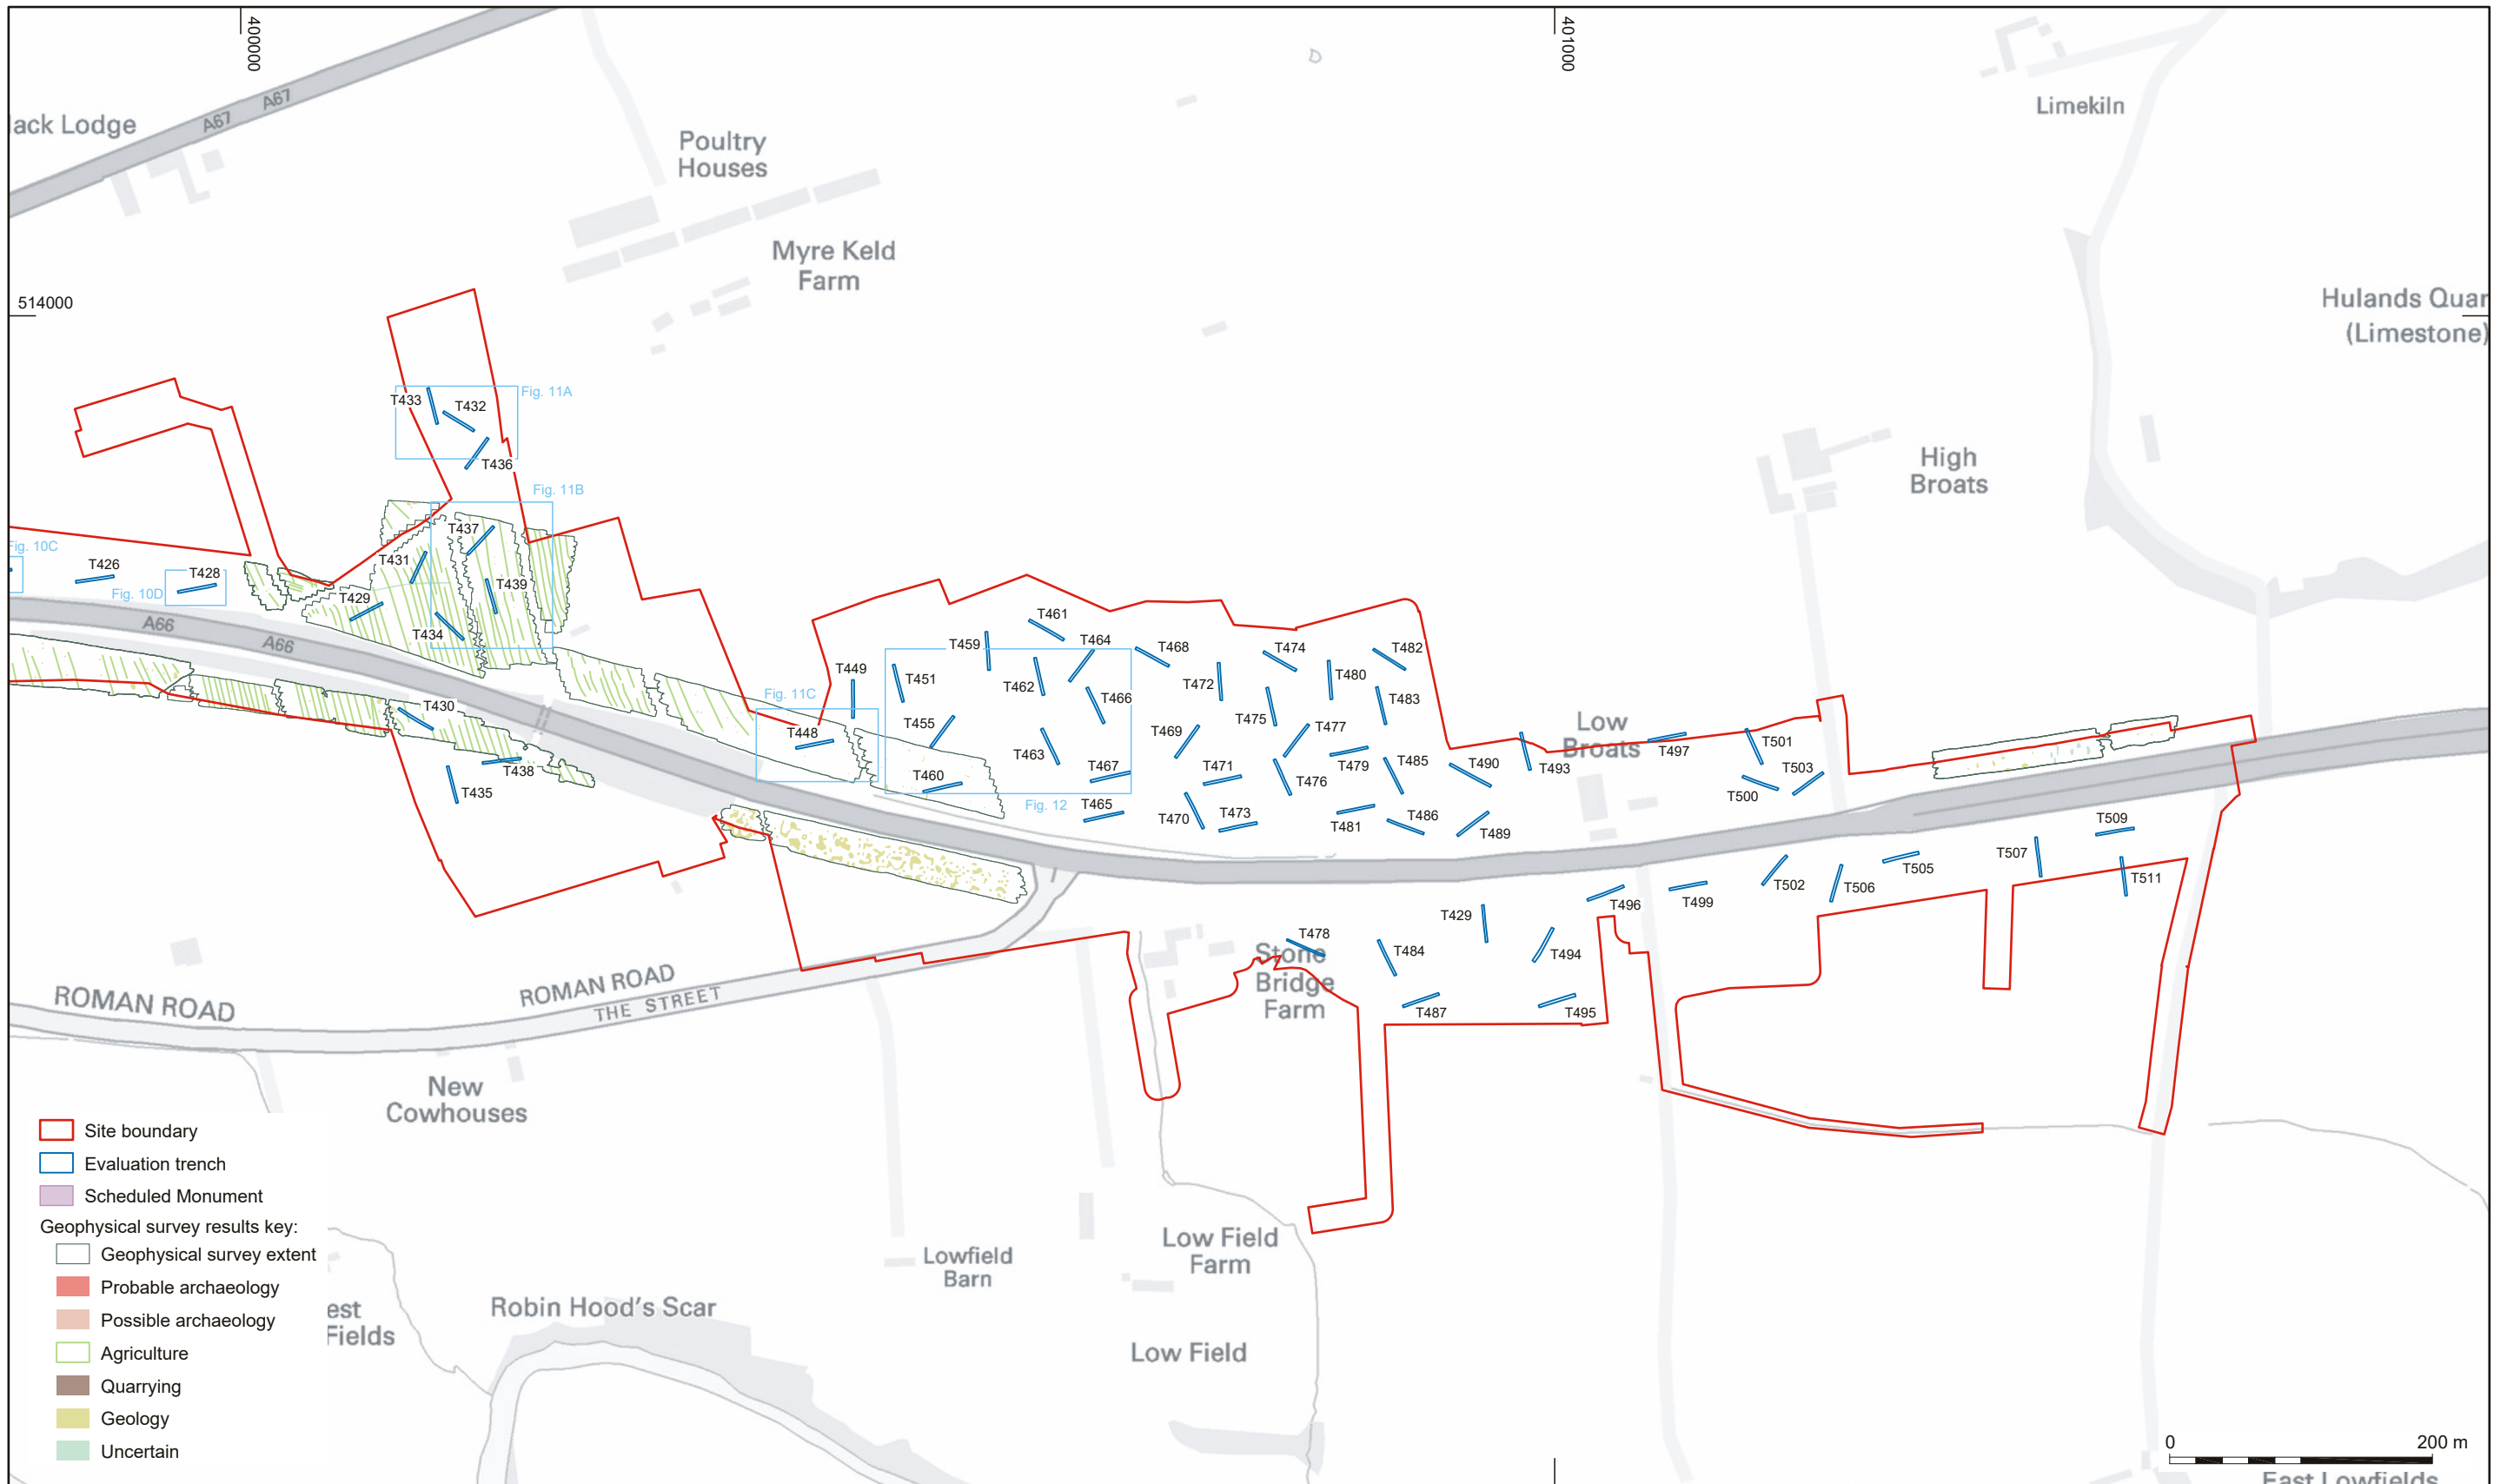 400000
401000
A67
A67
lack Lodge
Poultry
Houses
Limekiln
Myre Keld
Farm
514000
Hulands Quar
(Limestone)
Fig. 11A
T433
T432
T436
High
Broats
Fig. 11B
T437
Fig. 10C
T426
T428
Fig. 10D
T431
T439
T429
T434
A66
A66
T430
T438
T435
T461
T459
T464
T468
T474
T482
T449
T451
T462
T466
T472
T480
T483
Fig. 11C
T448
T455
T463
T469
T475
T477
T460
T467
T471
T476
T479
T485
T490
T493
Low
Broats
T497
T501
T503
T500
Fig. 12
T465
T470
T473
T481
T486
T489
T509
T507
T511
T505
T502
T506
T499
T496
T429
T478
T484
T494
Stone
Bridge
Farm
T487
T495
ROMAN ROAD
ROMAN ROAD
THE STREET
New
Cowhouses
Site boundary
Evaluation trench
Scheduled Monument
Geophysical survey results key:
Geophysical survey extent
Probable archaeology
Possible archaeology
Agriculture
Quarrying
Geology
Uncertain
est
Fields
Robin Hood's Scar
Lowfield
Barn
Low Field
Farm
Low Field
0 200 m
East Lowfields